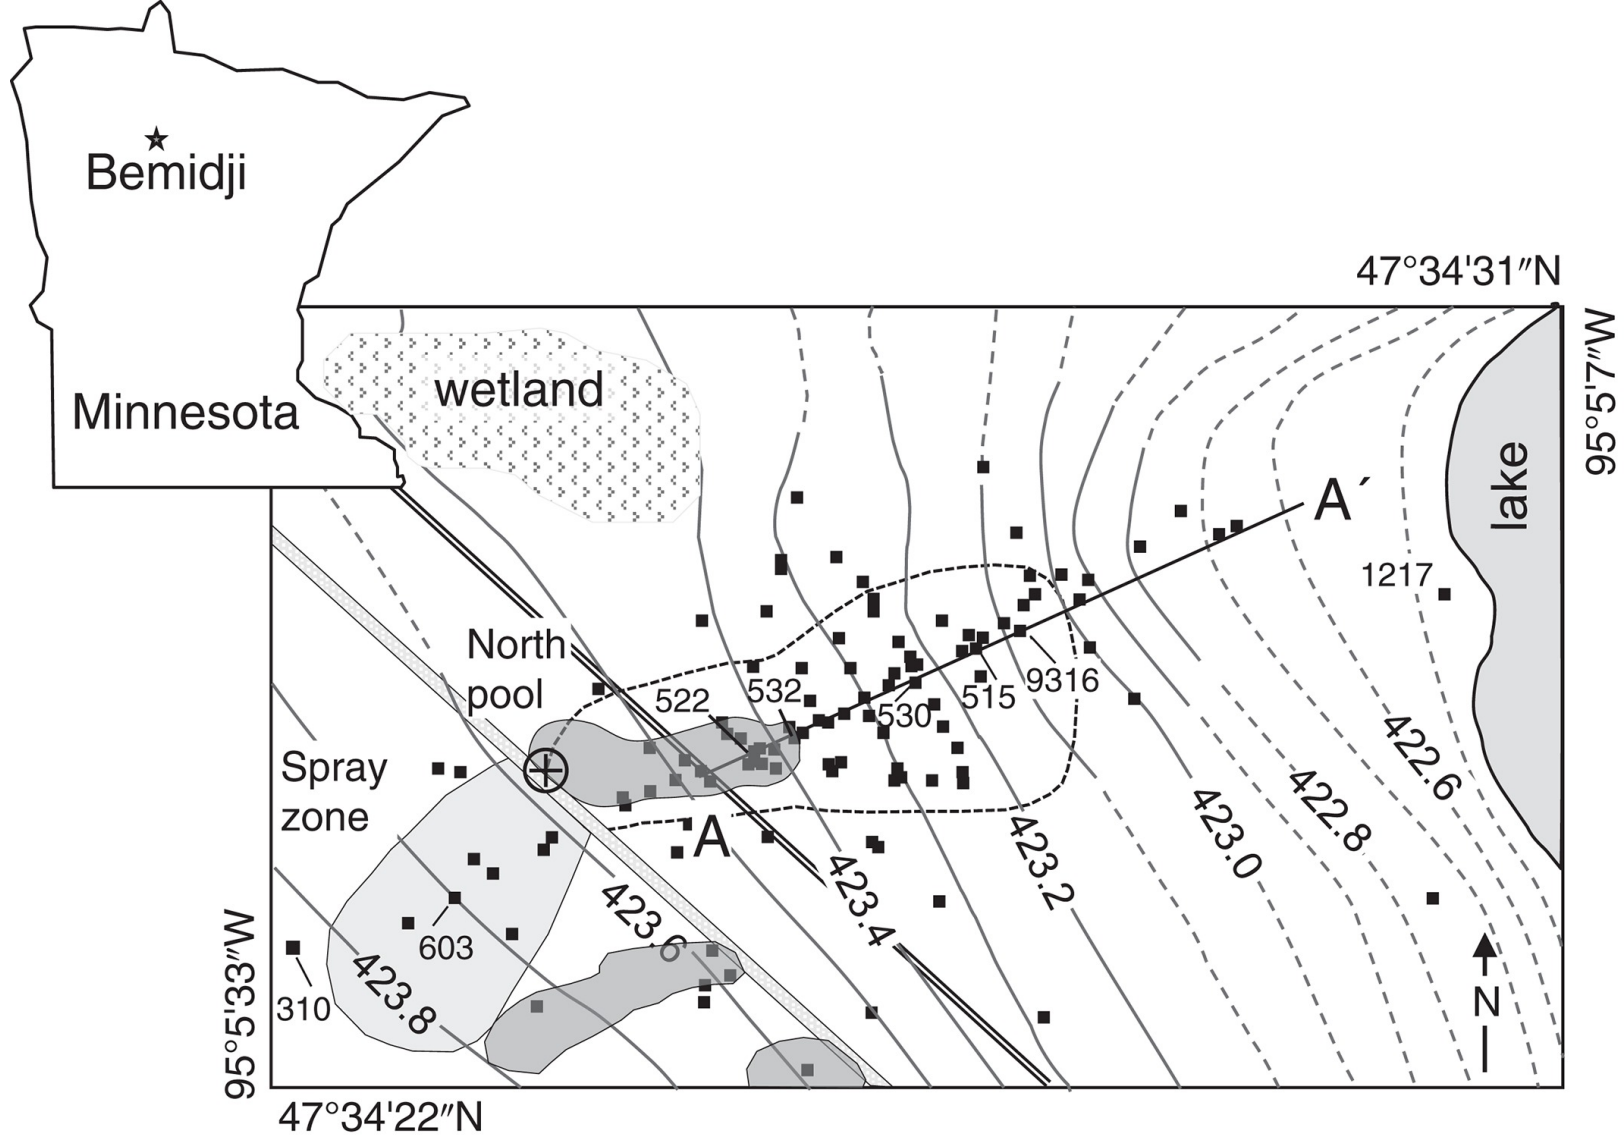 Bemidji
Minnesota
47°34'31"N
95°5'7"W
wetland
lake
A´
1217
North
pool
522
532
530
515
9316
Spray
zone
A
603
310
423.8
423.6
423.4
423.2
423.0
422.8
422.6
N
95°5'33"W
47°34'22"N